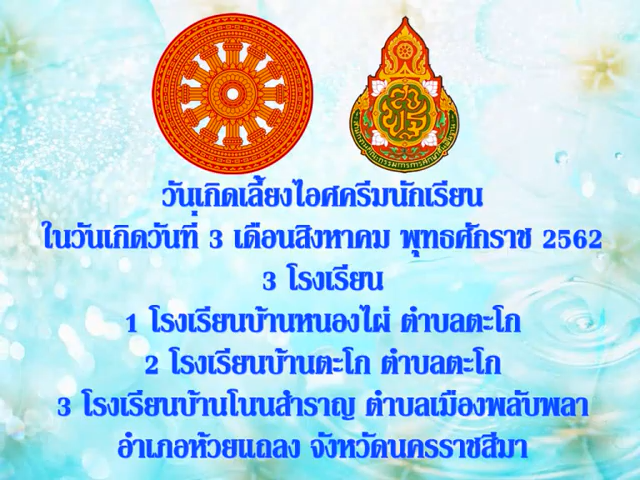 วันเกิดเลี้ยงไอศครีมนักเรียน
ในวันเกิดวันที่ 3 เดือนสิงหาคม พุทธศักราช 2562
3 โรงเรียน
1 โรงเรียนบ้านหนองไผ่ ตำบลตะโก
2 โรงเรียนบ้านตะโก ตำบลตะโก
3 โรงเรียนบ้านโนนสำราญ ตำบลเมืองพลับพลา
อำเภอห้วยแถลง จังหวัดนครราชสีมา